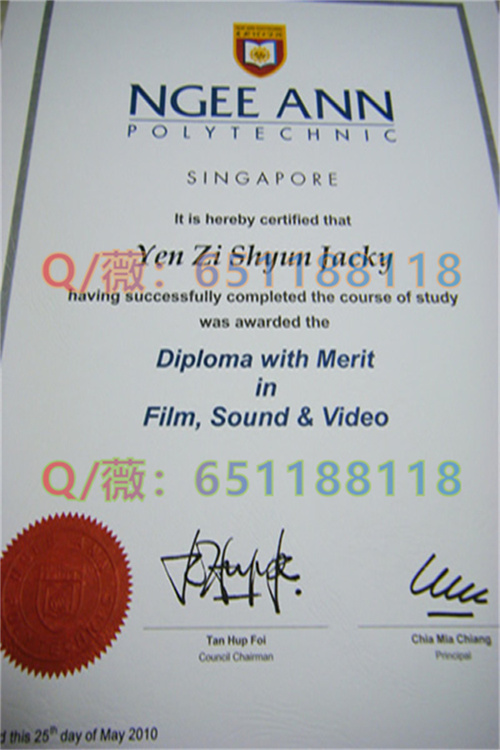 NGEE ANN
POLYTECHNIC
SINGAPORE
It is hereby certified that
Yen Zi Shyun Jacky
Q/薇：651188118
having successfully completed the course of study
was awarded the
Diploma with Merit
in
Film, Sound & Video
Q/薇：651188118
Tan Hup Foi
Council Chairman
Chia Mia Chiang
Principal
d this 25th day of May 2010